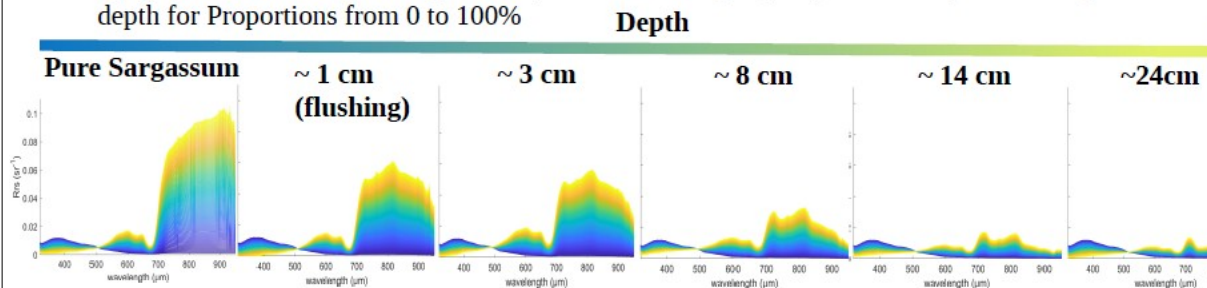 depth for Proportions from 0 to 100%
Depth
Pure Sargassum
~ 1 cm
(flushing)
~ 3 cm
~ 8 cm
~ 14 cm
~24cm
Rrs (sr⁻¹)
0.1
0.08
0.06
0.04
0.02
0
400 500 600 700 800 900
wavelength (µm)
400 500 600 700 800 900
wavelength (µm)
400 500 600 700 800 900
wavelength (µm)
400 500 600 700 800 900
wavelength (µm)
400 500 600 700 800 900
wavelength (µm)
400 500 600 700
wavelength (µm)